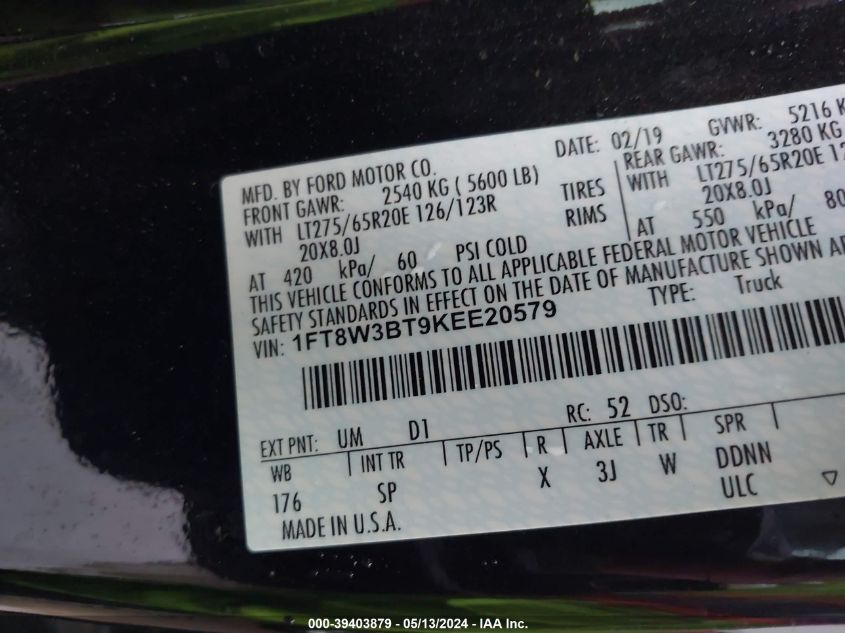 MFD. BY FORD MOTOR CO. DATE: 02/19 GVWR: 5216 K
FRONT GAWR: 2540 KG ( 5600 LB) REAR GAWR: 3280 KG
WITH LT275/65R20E 126/123R TIRES WITH LT275/65R20E 12
20X8.0J RIMS 20X8.0J
AT 420 kPa/ 60 PSI COLD AT 550 kPa/ 80
THIS VEHICLE CONFORMS TO ALL APPLICABLE FEDERAL MOTOR VEHICLE
SAFETY STANDARDS IN EFFECT ON THE DATE OF MANUFACTURE SHOWN
VIN: 1FT8W3BT9KEE20579 TYPE: Truck
EXT PNT: UM D1 RC: 52 DSO:
WB INT TR TP/PS R AXLE TR SPR
176 SP X 3J W DDNN
ULC
MADE IN U.S.A.
000-39403879 - 05/13/2024 - IAA Inc.